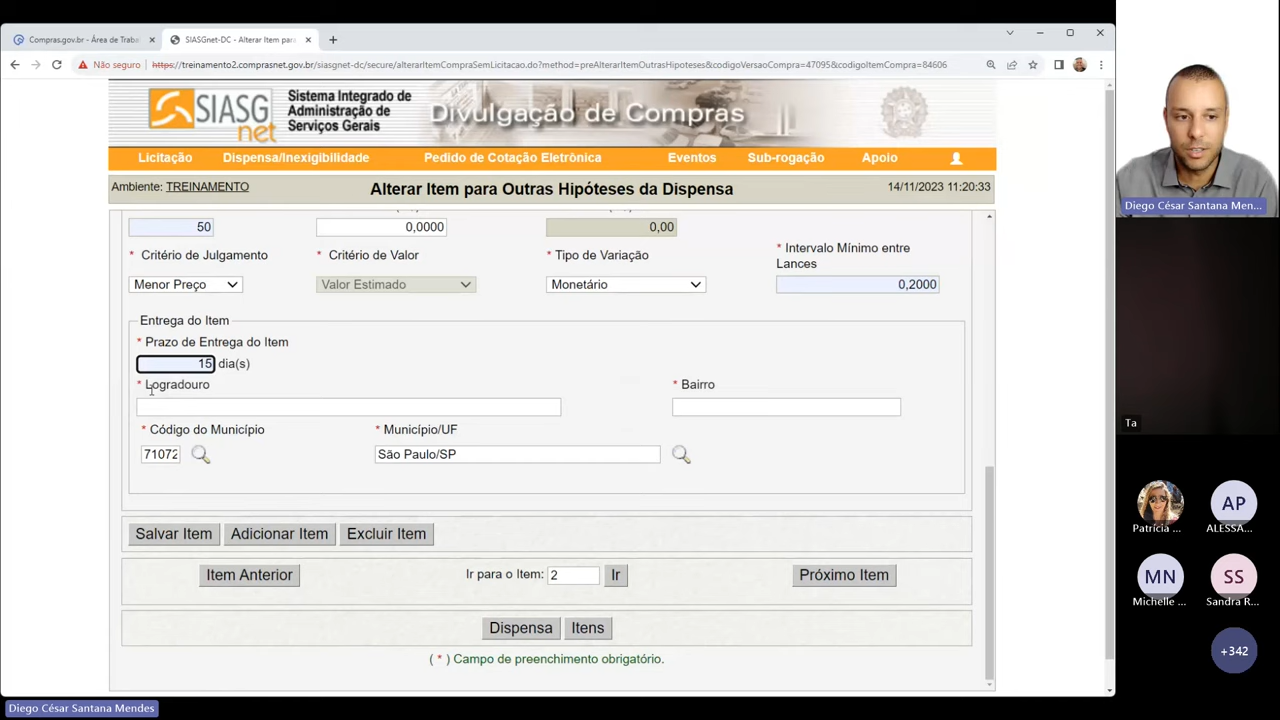 Compras.gov.br - Área de Traba
SIASGnet-DC - Alterar Item para
Não seguro
https://treinamento2.comprasnet.gov.br/siasgnet-dc/secure/alterarItemCompraSemLicitacao.do?method=preAlterarItemOutrasHipoteses&codigoVersaoCompra=47095&codigoItemCompra=84606
SIASG
net
Sistema Integrado de
Administração de
Serviços Gerais
Divulgação de Compras
Licitação Dispensa/Inexigibilidade Pedido de Cotação Eletrônica Eventos Sub-rogação Apoio
Ambiente: TREINAMENTO Alterar Item para Outras Hipóteses da Dispensa 14/11/2023 11:20:33
50 0,0000 0,00
* Critério de Julgamento * Critério de Valor * Tipo de Variação * Intervalo Mínimo entre
Lances
Menor Preço Valor Estimado Monetário 0,2000
Entrega do Item
* Prazo de Entrega do Item
15 dia(s)
* Logradouro * Bairro
* Código do Município * Município/UF
71072 São Paulo/SP
Salvar Item Adicionar Item Excluir Item
Item Anterior Ir para o Item: 2 Ir Próximo Item
Dispensa Itens
( * ) Campo de preenchimento obrigatório.
Diego César Santana Men...
Ta
Patrícia ... AP ALESSA...
MN Michelle ... SS Sandra R...
+342
Diego César Santana Mendes